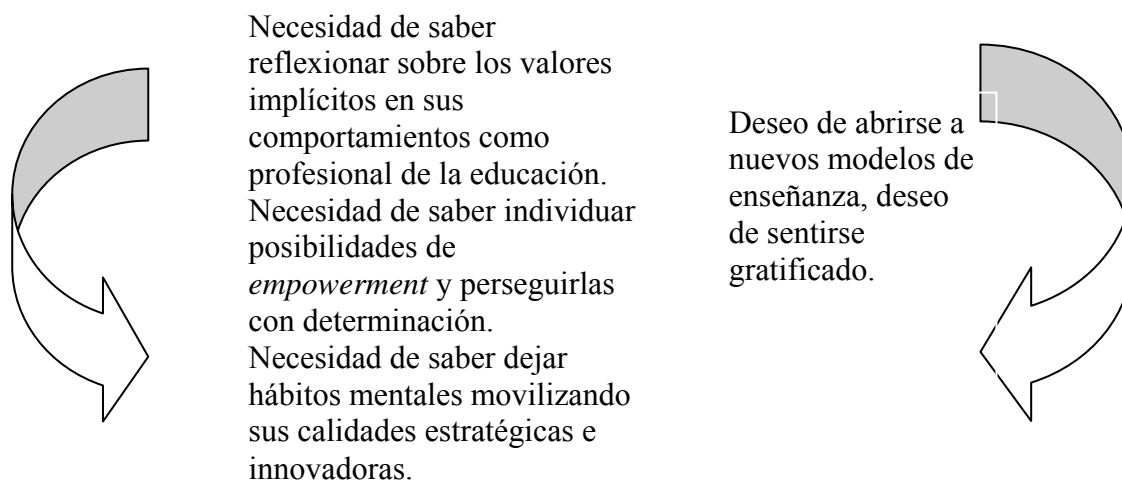 Necesidad de saber
reflexionar sobre los valores
implícitos en sus
comportamientos como
profesional de la educación.
Necesidad de saber individuar
posibilidades de
empowerment y perseguirlas
con determinación.
Necesidad de saber dejar
hábitos mentales movilizando
sus calidades estratégicas e
innovadoras.
Deseo de abrirse a
nuevos modelos de
enseñanza, deseo
de sentirse
gratificado.